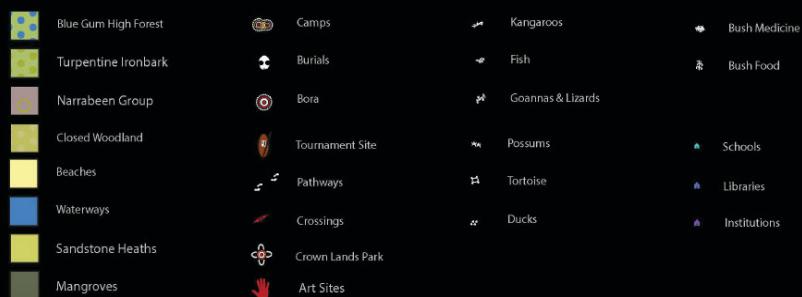 Blue Gum High Forest
Turpentine Ironbark
Narrabeen Group
Closed Woodland
Beaches
Waterways
Sandstone Heaths
Mangroves
Camps
Burials
Bora
Tournament Site
Pathways
Crossings
Crown Lands Park
Art Sites
Kangaroos
Fish
Goannas & Lizards
Possums
Tortoise
Ducks
Bush Medicine
Bush Food
Schools
Libraries
Institutions